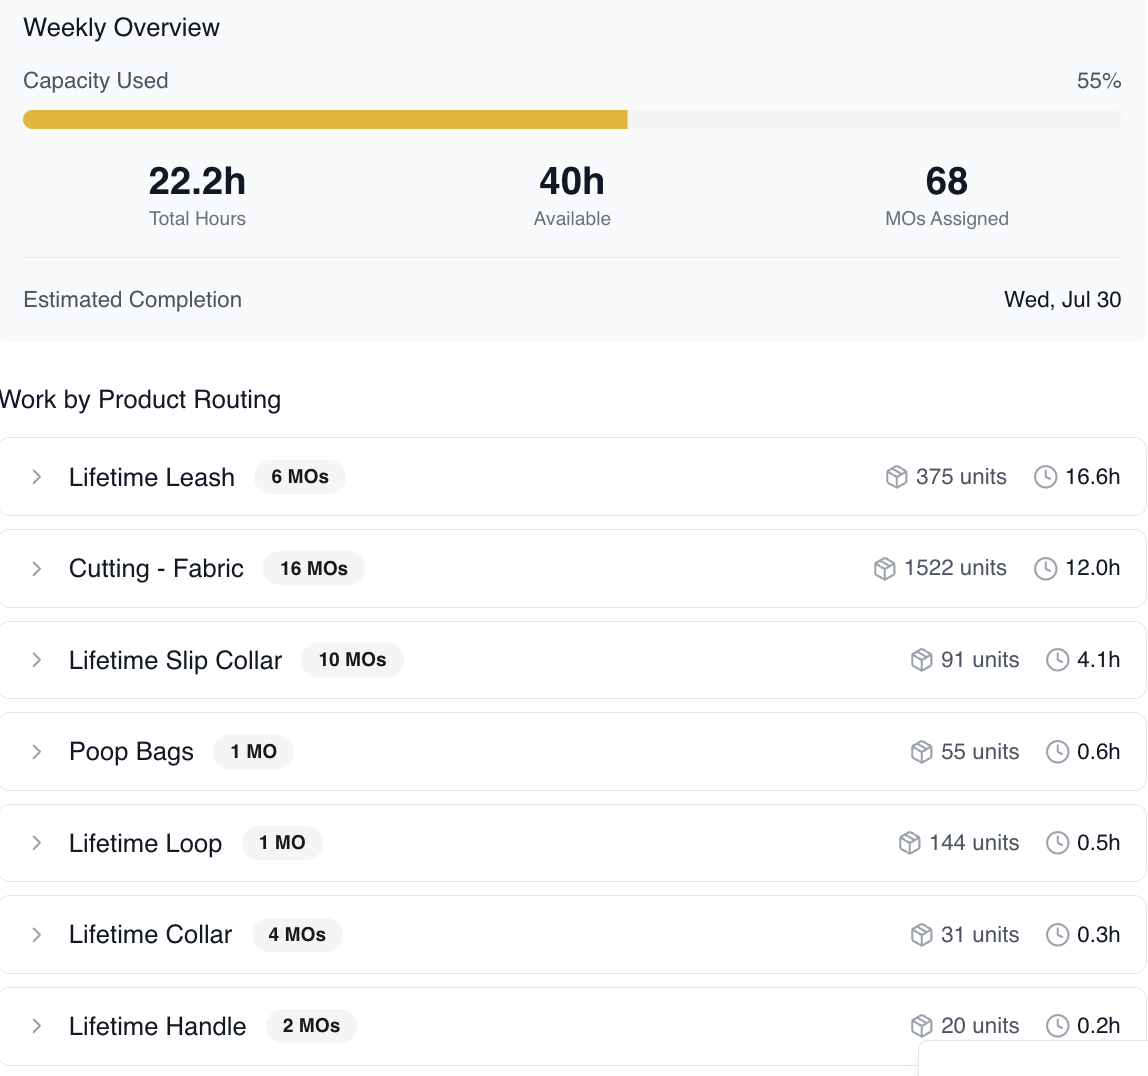 Weekly Overview
Capacity Used 55%
22.2h 40h 68
Total Hours Available MOs Assigned
Estimated Completion Wed, Jul 30
Work by Product Routing
Lifetime Leash 6 MOs 375 units 16.6h
Cutting - Fabric 16 MOs 1522 units 12.0h
Lifetime Slip Collar 10 MOs 91 units 4.1h
Poop Bags 1 MO 55 units 0.6h
Lifetime Loop 1 MO 144 units 0.5h
Lifetime Collar 4 MOs 31 units 0.3h
Lifetime Handle 2 MOs 20 units 0.2h